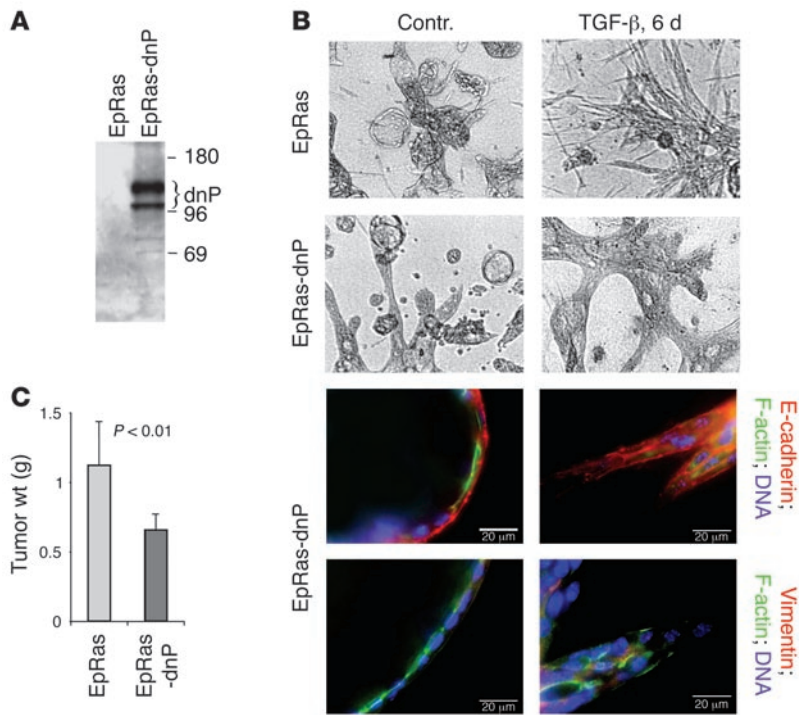 A
EpRas
EpRas-dnP
180
dnP
96
69
B
Contr.
TGF-β, 6 d
EpRas
EpRas-dnP
EpRas-dnP
20 μm
20 μm
E-cadherin;
F-actin; DNA
20 μm
20 μm
Vimentin;
F-actin; DNA
C
Tumor wt (g)
1.5
1
0.5
0
P < 0.01
EpRas
EpRas
-dnP